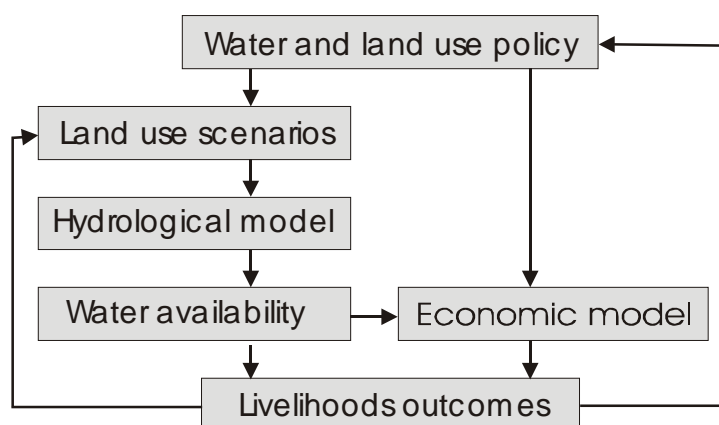 Water and land use policy
Land use scenarios
Hydrological model
Water availability
Economic model
Livelihoods outcomes